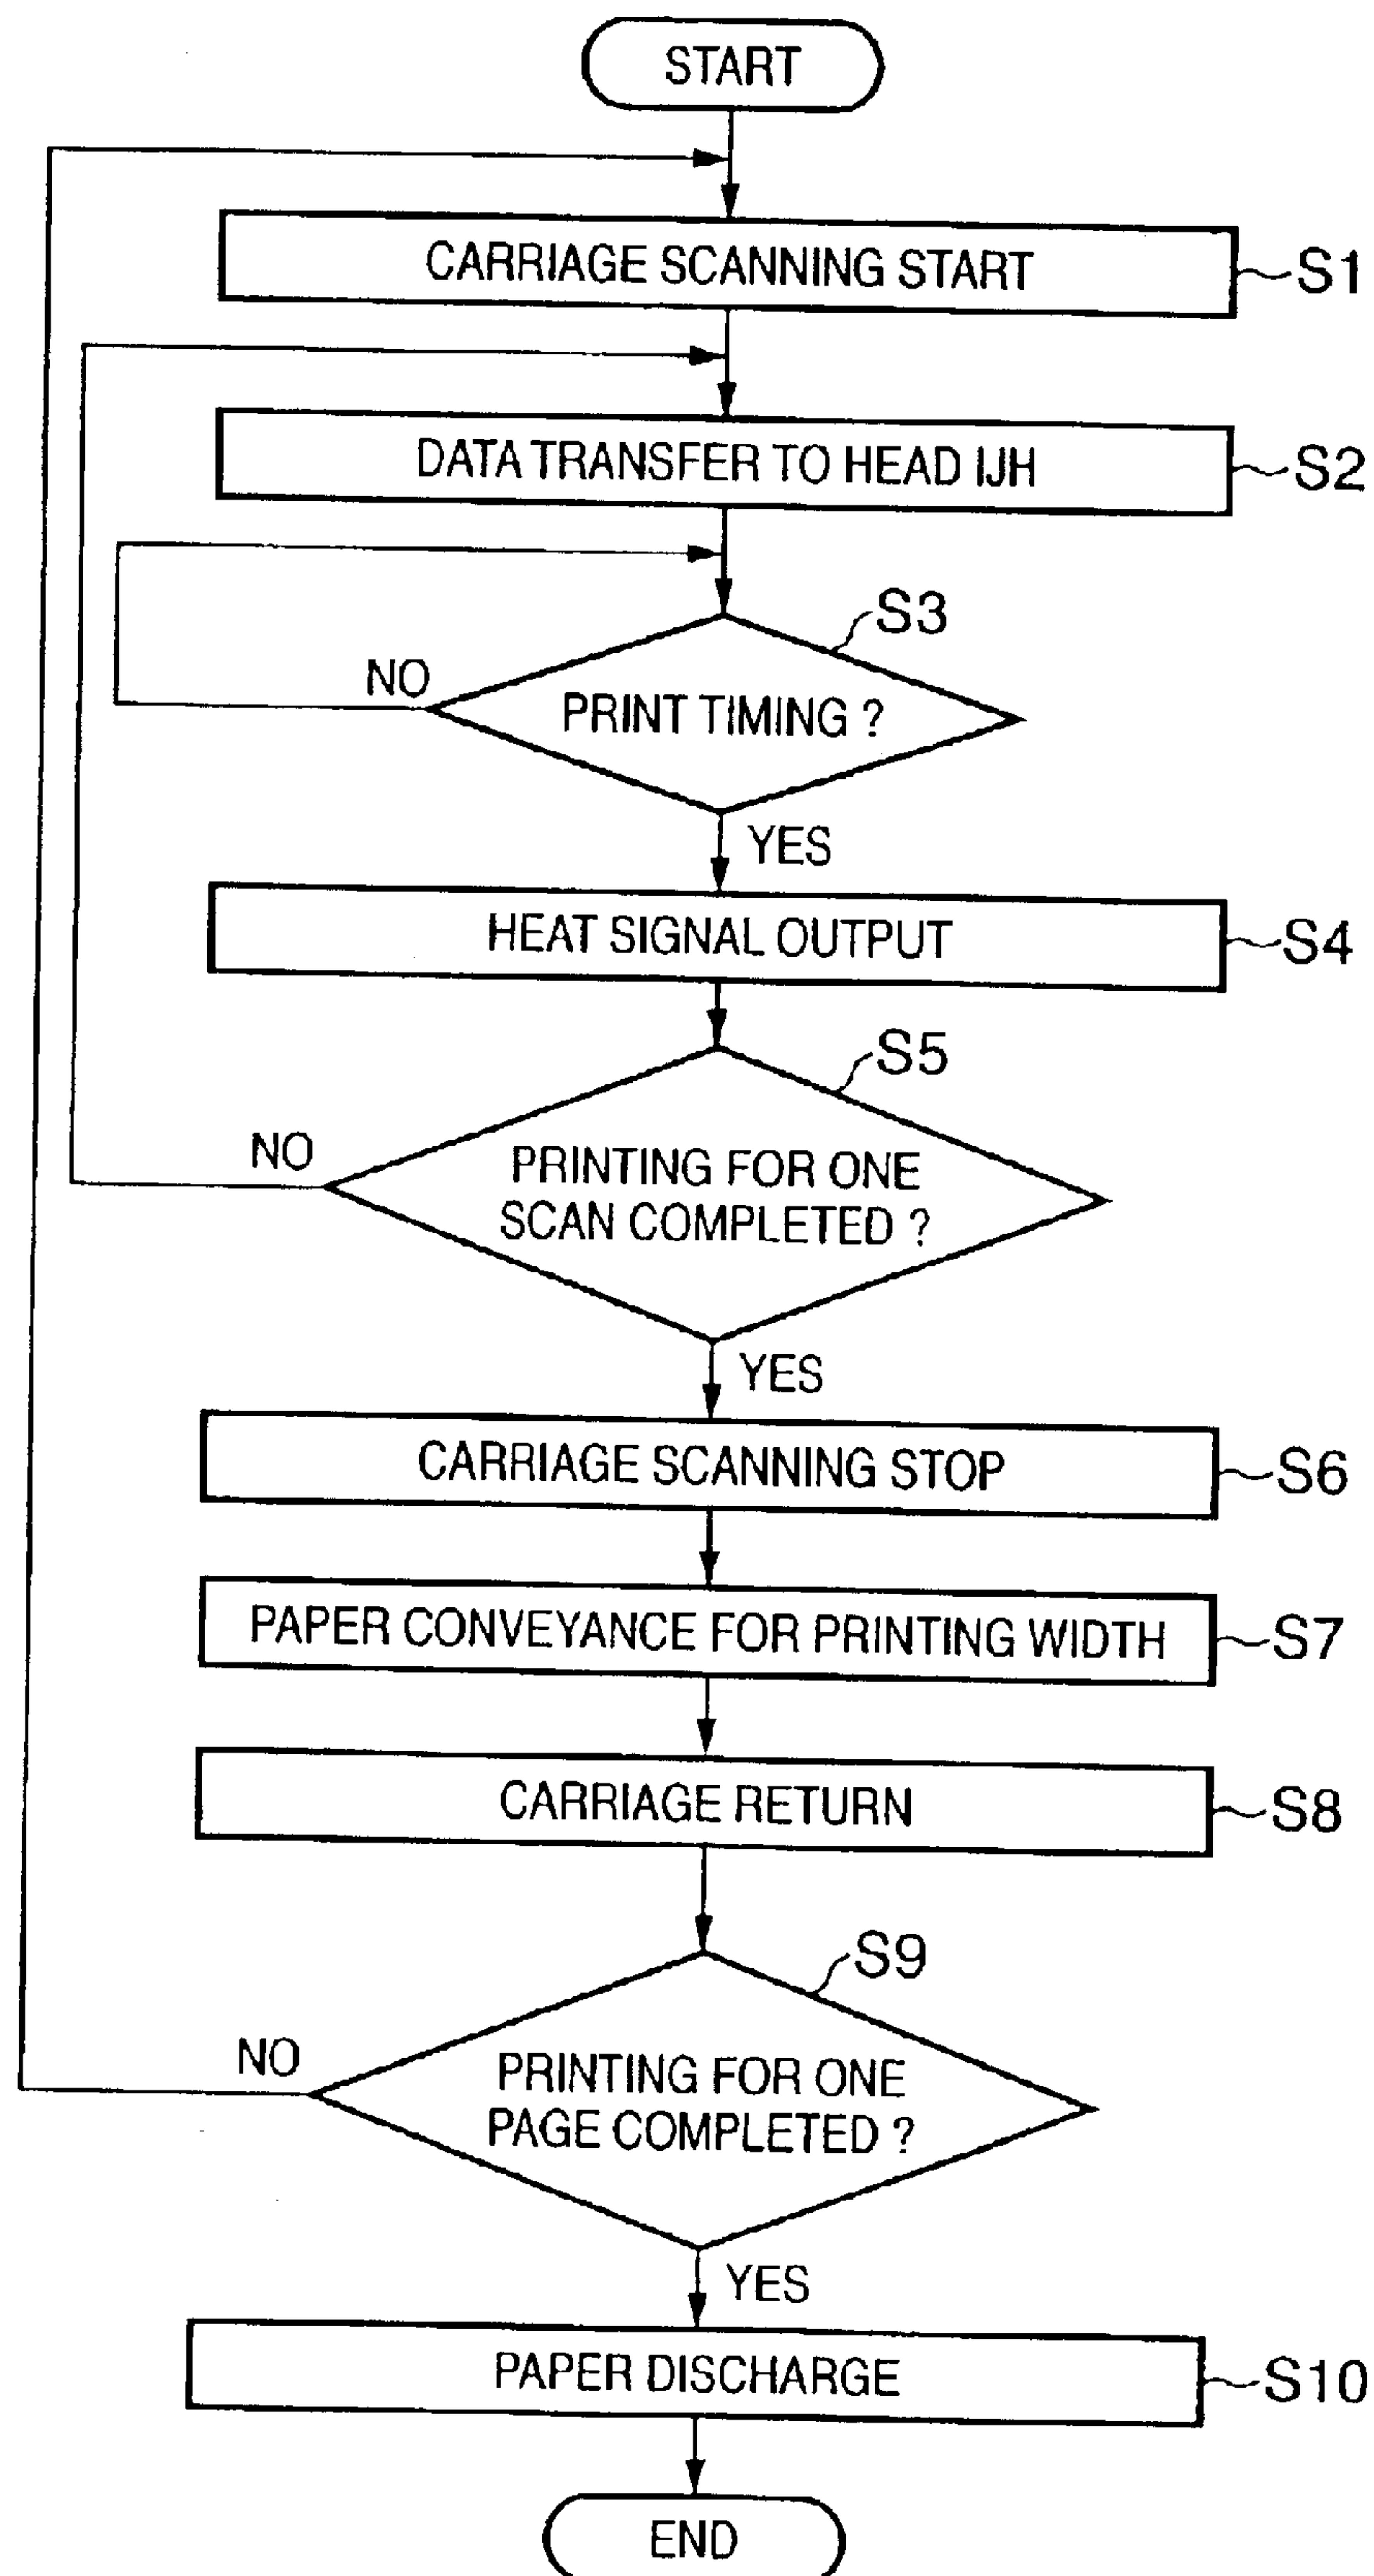 START
CARRIAGE SCANNING START
S1
DATA TRANSFER TO HEAD IJH
S2
S3
NO
PRINT TIMING ?
YES
HEAT SIGNAL OUTPUT
S4
S5
NO
PRINTING FOR ONE
SCAN COMPLETED ?
YES
CARRIAGE SCANNING STOP
S6
PAPER CONVEYANCE FOR PRINTING WIDTH
S7
CARRIAGE RETURN
S8
S9
NO
PRINTING FOR ONE
PAGE COMPLETED ?
YES
PAPER DISCHARGE
S10
END